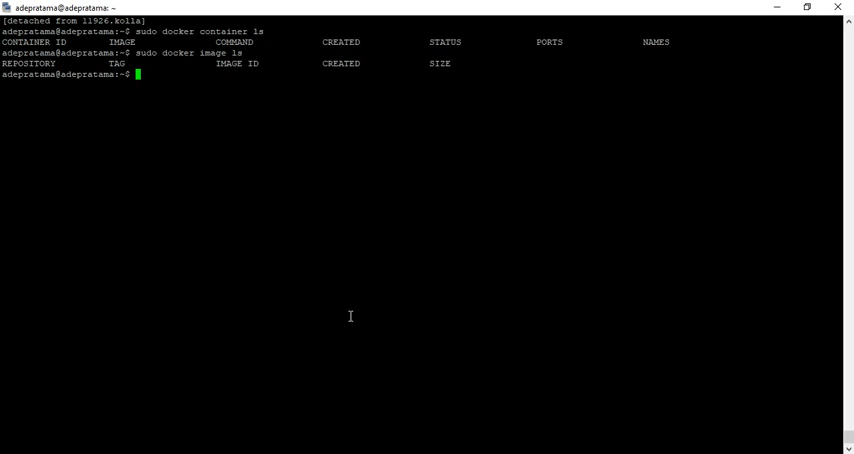 adepratama@adepratama: ~
[detached from 11926.kolla]
adepratama@adepratama:~$ sudo docker container ls
CONTAINER ID IMAGE COMMAND CREATED STATUS PORTS NAMES
adepratama@adepratama:~$ sudo docker image ls
REPOSITORY TAG IMAGE ID CREATED SIZE
adepratama@adepratama:~$